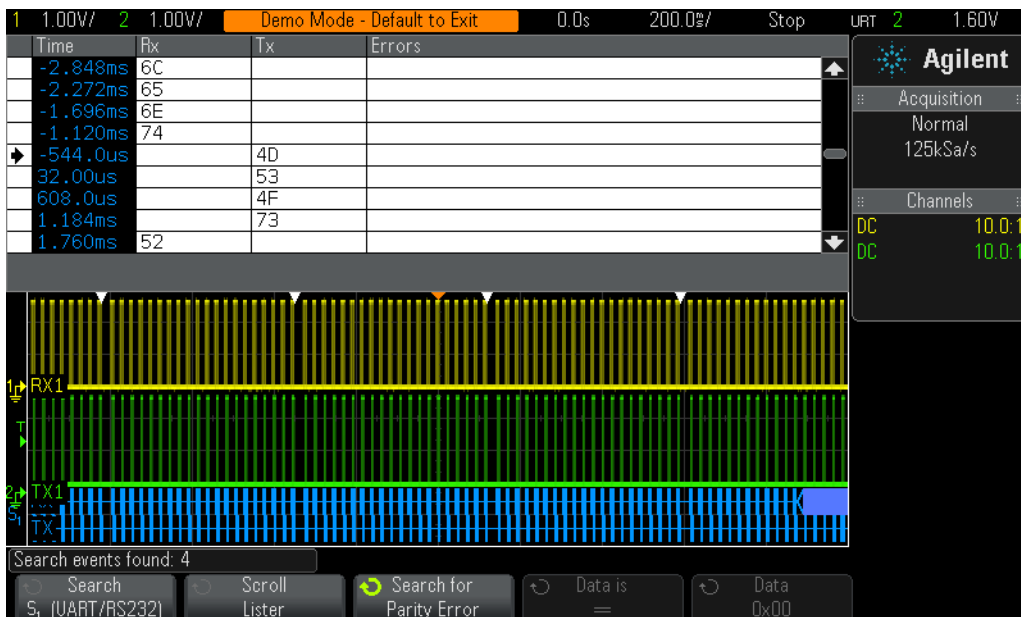 1 1.00V/ 2 1.00V/ Demo Mode - Default to Exit 0.0s 200.0ms/ Stop URT 2 1.60V
Time Rx Tx Errors
-2.848ms 6C
-2.272ms 65
-1.696ms 6E
-1.120ms 74
-544.0us 4D
32.00us 53
608.0us 4F
1.184ms 73
1.760ms 52
Agilent
Acquisition
Normal
125kSa/s
Channels
DC 10.0:1
DC 10.0:1
1 RX1
T
2 TX1
S1 TX
Search events found: 4
Search Scroll Search for Data is Data
S1 (UART/RS232) Lister Parity Error = 0x00